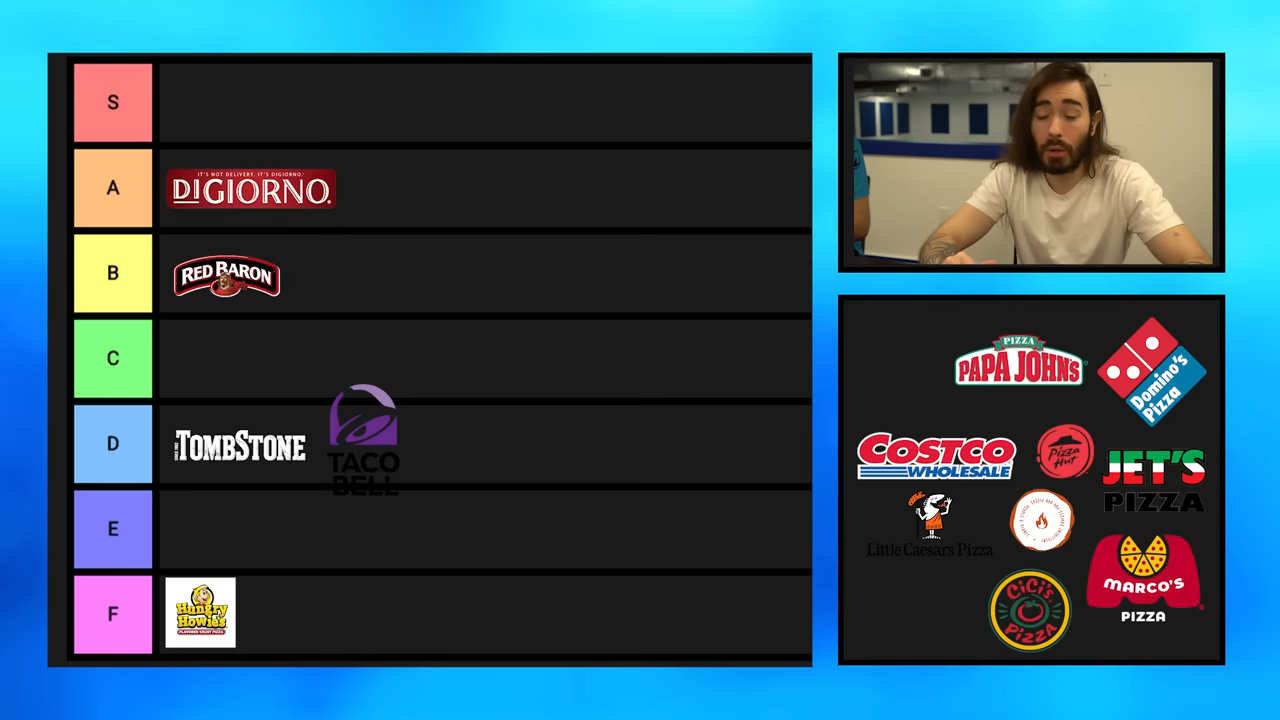 S
A
IT'S NOT DELIVERY. IT'S DIGIORNO.
DIGIORNO
B
RED BARON
C
D
TOMBSTONE
TACO
BELL
E
F
Hungry
Howie's
FLAVORED CRUST PIZZA
PIZZA
PAPA JOHN'S
Domino's
Pizza
COSTCO
WHOLESALE
Pizza
Hut
JET'S
PIZZA
Little Caesars Pizza
CiCi's
Pizza
MARCO'S
PIZZA